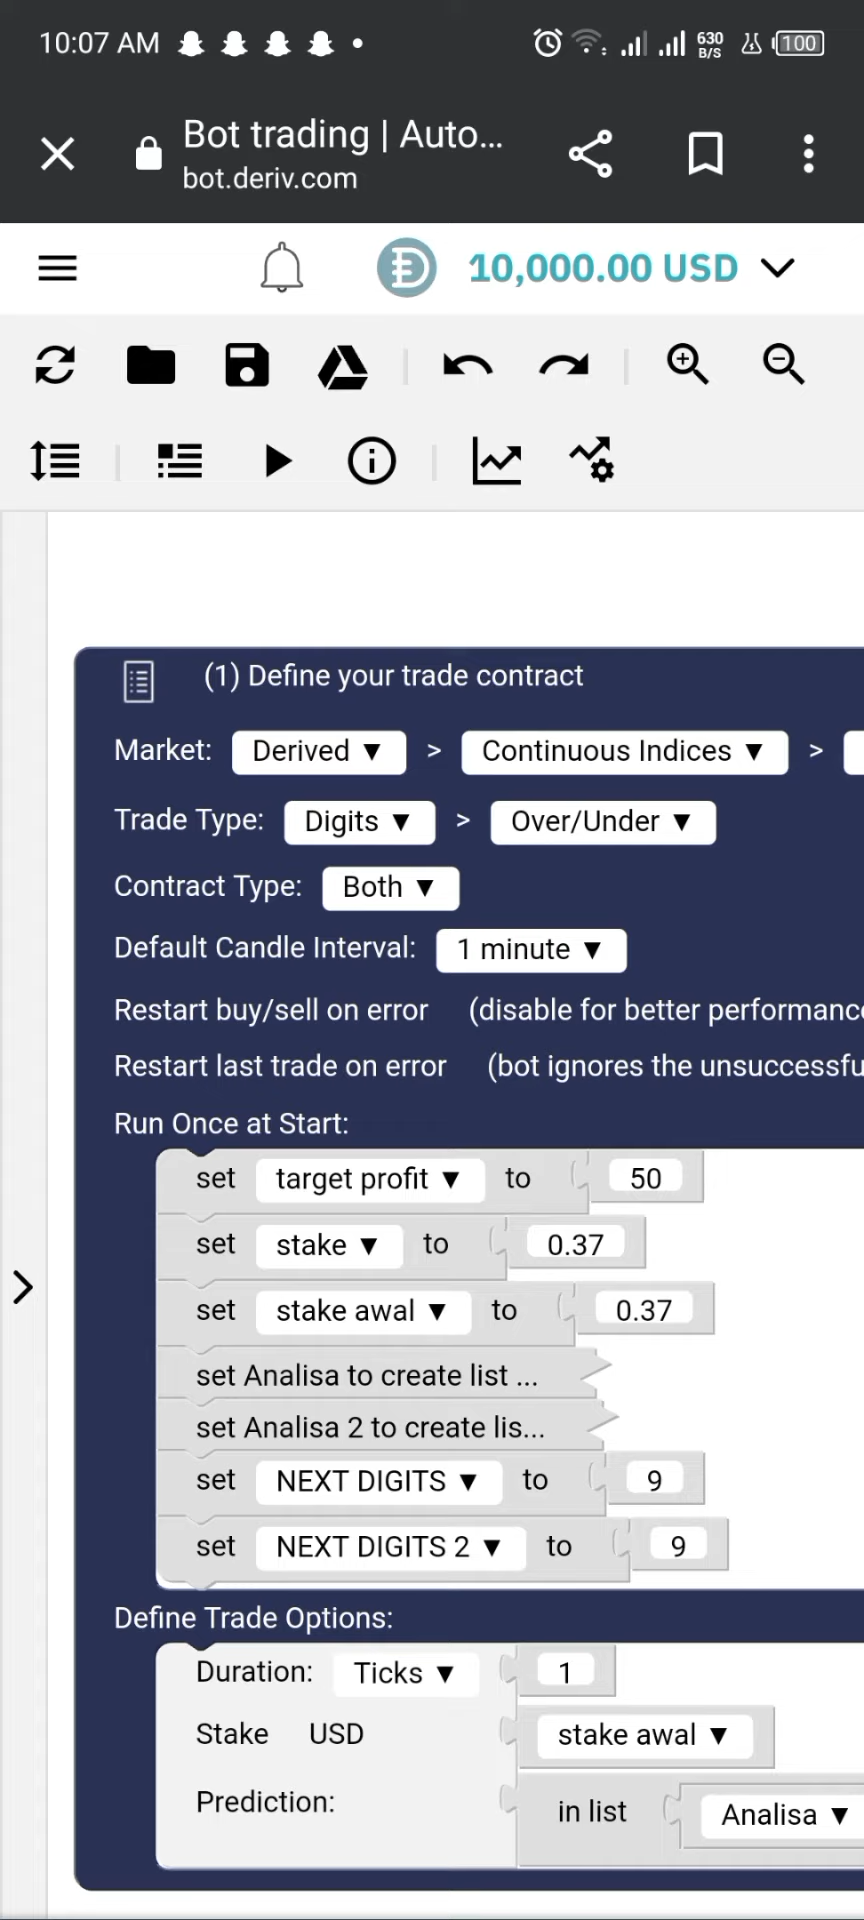 10:07 AM
630 B/S
100
Bot trading | Auto...
bot.deriv.com
10,000.00 USD
(1) Define your trade contract
Market: Derived ▼ > Continuous Indices ▼ >
Trade Type: Digits ▼ > Over/Under ▼
Contract Type: Both ▼
Default Candle Interval: 1 minute ▼
Restart buy/sell on error (disable for better performanc
Restart last trade on error (bot ignores the unsuccessfu
Run Once at Start:
set target profit ▼ to 50
set stake ▼ to 0.37
set stake awal ▼ to 0.37
set Analisa to create list ...
set Analisa 2 to create lis...
set NEXT DIGITS ▼ to 9
set NEXT DIGITS 2 ▼ to 9
Define Trade Options:
Duration: Ticks ▼ 1
Stake USD stake awal ▼
Prediction: in list Analisa ▼